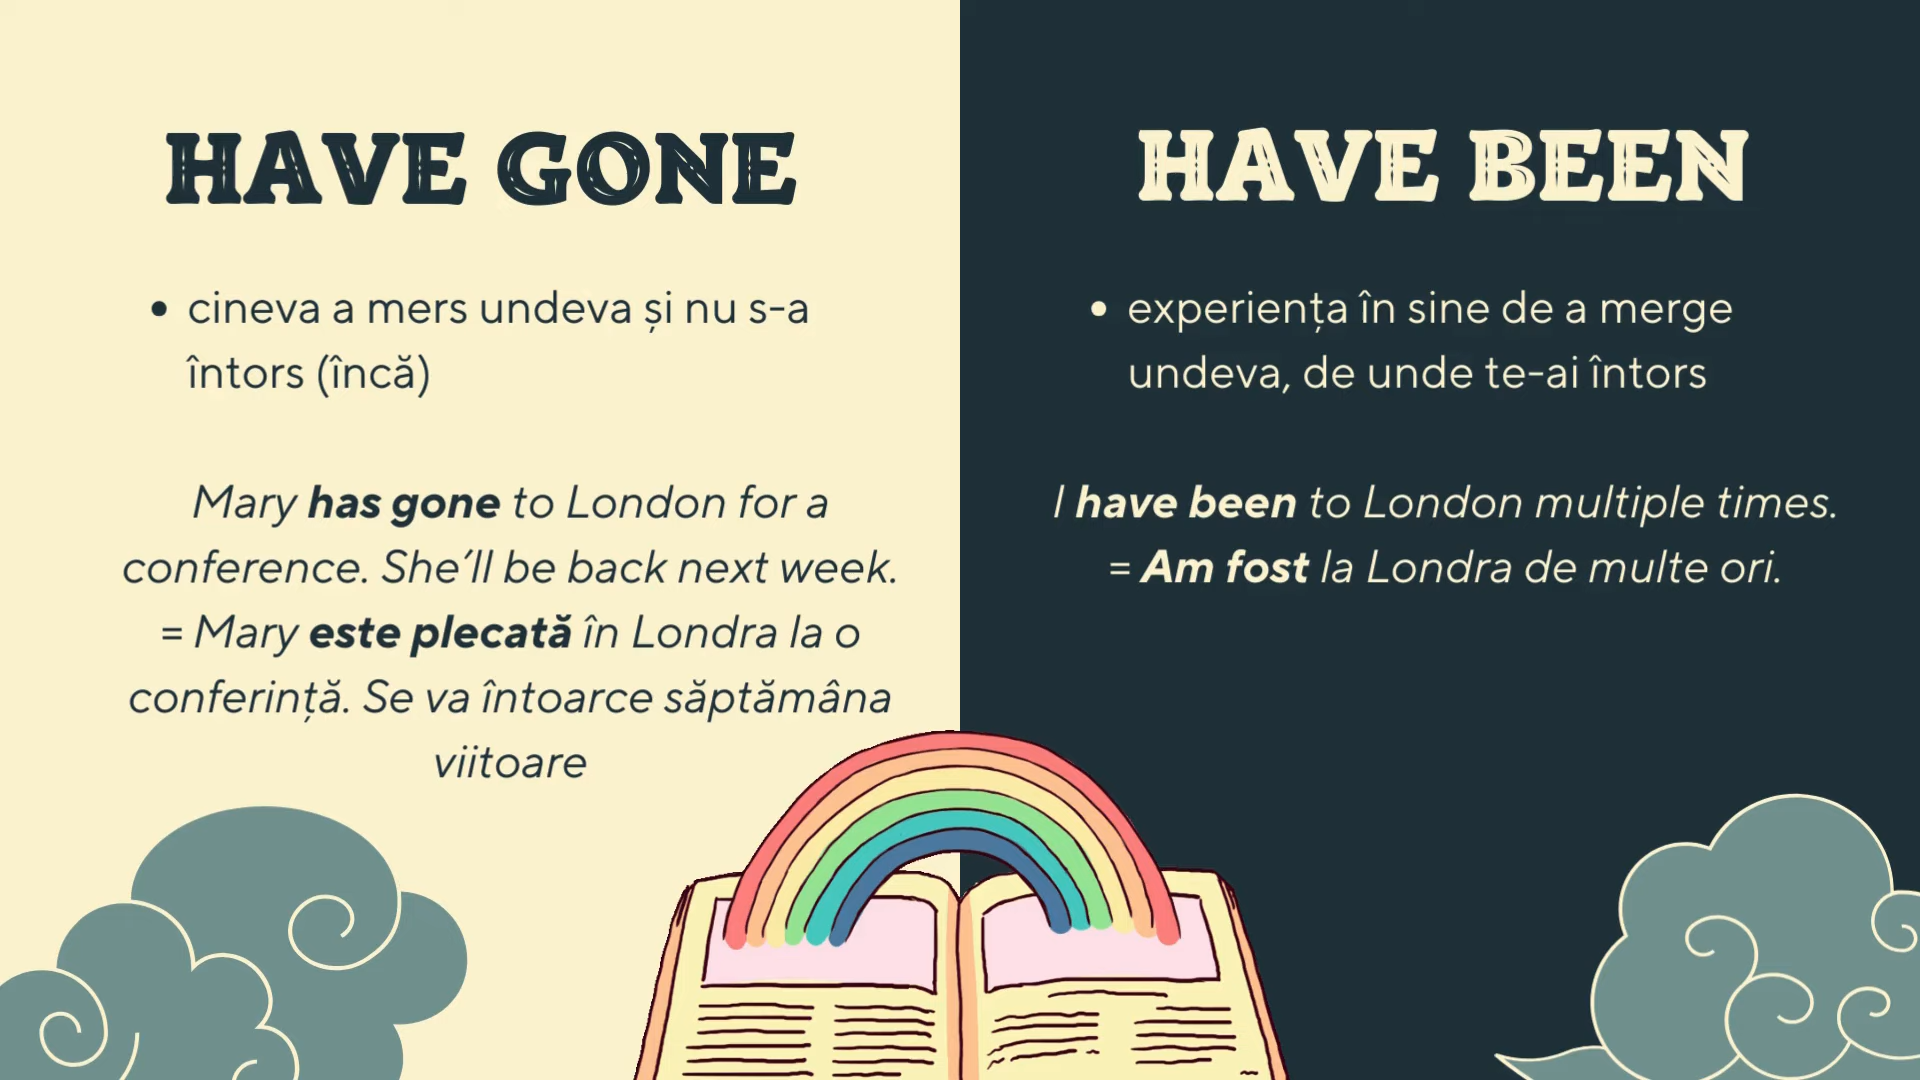 HAVE GONE
• cineva a mers undeva și nu s-a
întors (încă)
Mary has gone to London for a
conference. She’ll be back next week.
= Mary este plecată în Londra la o
conferință. Se va întoarce săptămâna
viitoare
HAVE BEEN
• experiența în sine de a merge
undeva, de unde te-ai întors
I have been to London multiple times.
= Am fost la Londra de multe ori.